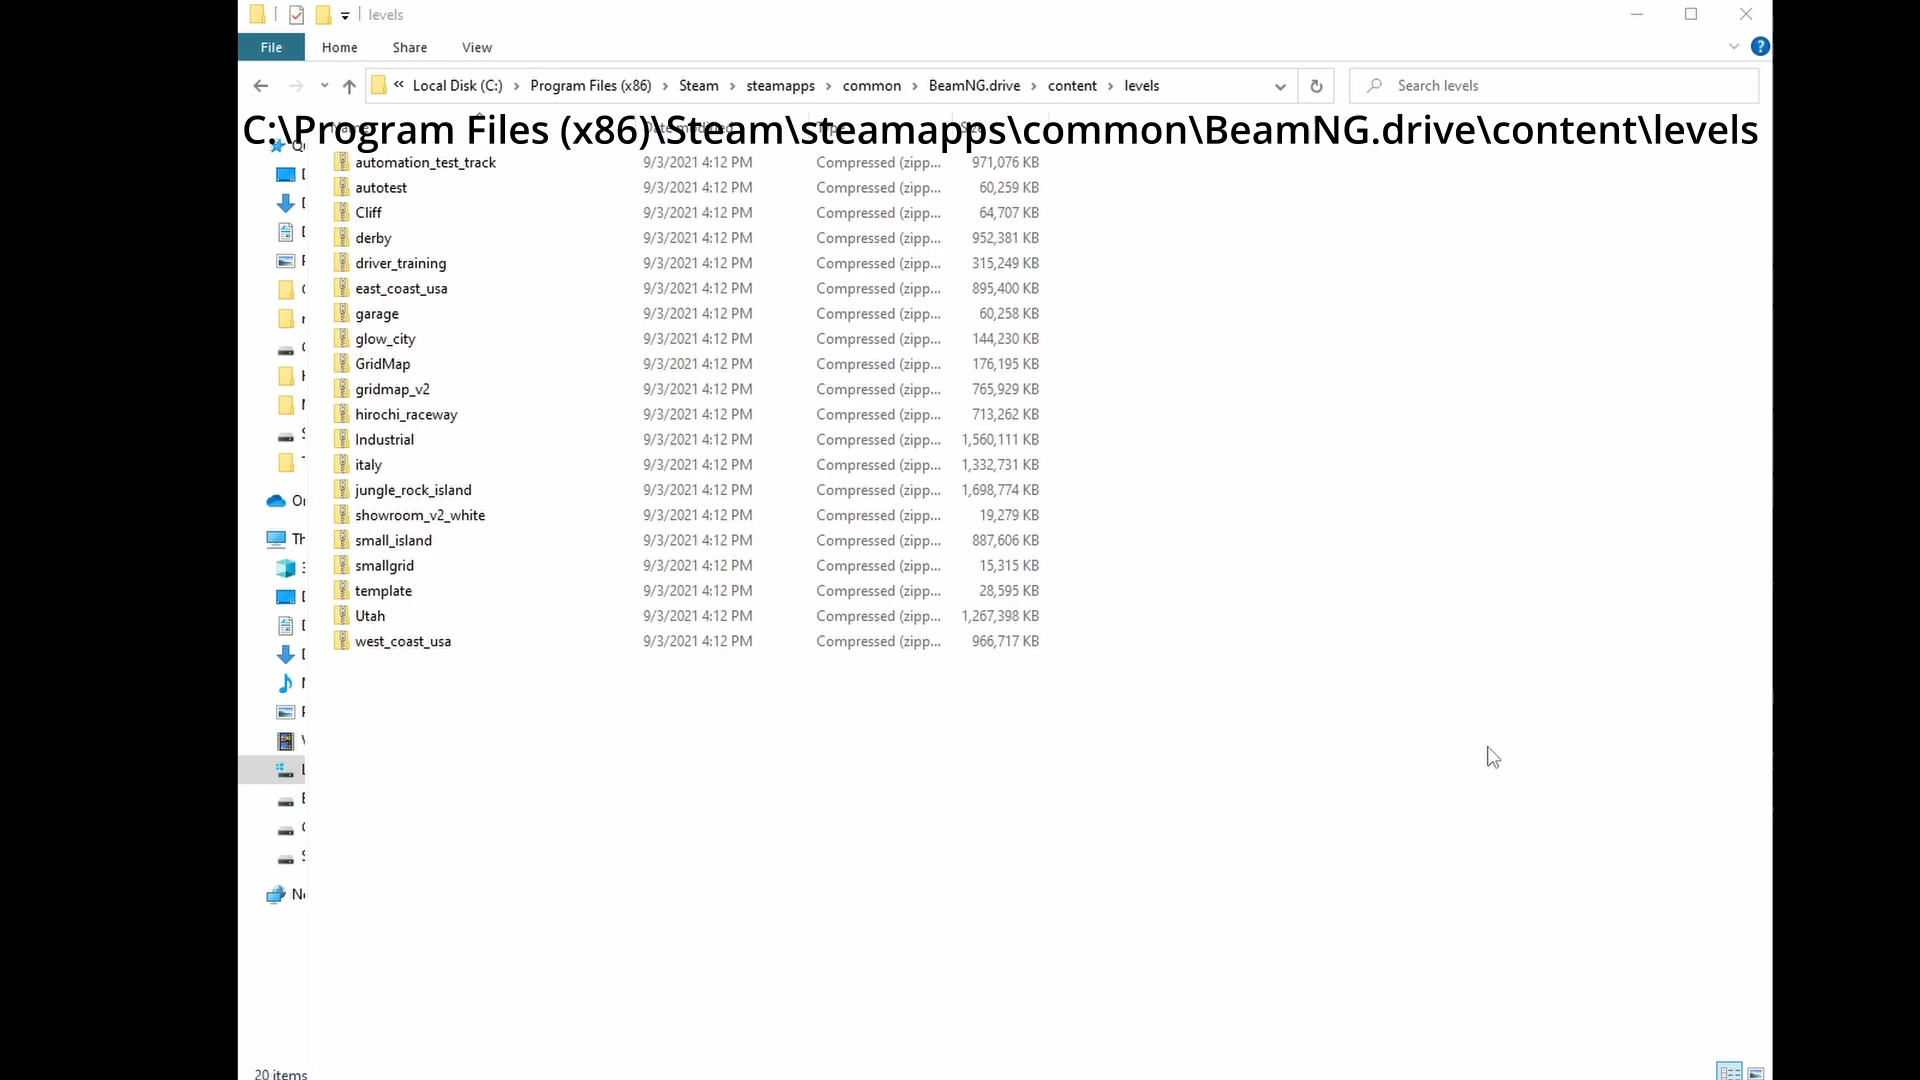 levels
File Home Share View
« Local Disk (C:) › Program Files (x86) › Steam › steamapps › common › BeamNG.drive › content › levels
Search levels
C:\Program Files (x86)\Steam\steamapps\common\BeamNG.drive\content\levels
automation_test_track 9/3/2021 4:12 PM Compressed (zipp... 971,076 KB
autotest 9/3/2021 4:12 PM Compressed (zipp... 60,259 KB
Cliff 9/3/2021 4:12 PM Compressed (zipp... 64,707 KB
derby 9/3/2021 4:12 PM Compressed (zipp... 952,381 KB
driver_training 9/3/2021 4:12 PM Compressed (zipp... 315,249 KB
east_coast_usa 9/3/2021 4:12 PM Compressed (zipp... 895,400 KB
garage 9/3/2021 4:12 PM Compressed (zipp... 60,258 KB
glow_city 9/3/2021 4:12 PM Compressed (zipp... 144,230 KB
GridMap 9/3/2021 4:12 PM Compressed (zipp... 176,195 KB
gridmap_v2 9/3/2021 4:12 PM Compressed (zipp... 765,929 KB
hirochi_raceway 9/3/2021 4:12 PM Compressed (zipp... 713,262 KB
Industrial 9/3/2021 4:12 PM Compressed (zipp... 1,560,111 KB
italy 9/3/2021 4:12 PM Compressed (zipp... 1,332,731 KB
jungle_rock_island 9/3/2021 4:12 PM Compressed (zipp... 1,698,774 KB
showroom_v2_white 9/3/2021 4:12 PM Compressed (zipp... 19,279 KB
small_island 9/3/2021 4:12 PM Compressed (zipp... 887,606 KB
smallgrid 9/3/2021 4:12 PM Compressed (zipp... 15,315 KB
template 9/3/2021 4:12 PM Compressed (zipp... 28,595 KB
Utah 9/3/2021 4:12 PM Compressed (zipp... 1,267,398 KB
west_coast_usa 9/3/2021 4:12 PM Compressed (zipp... 966,717 KB
20 items